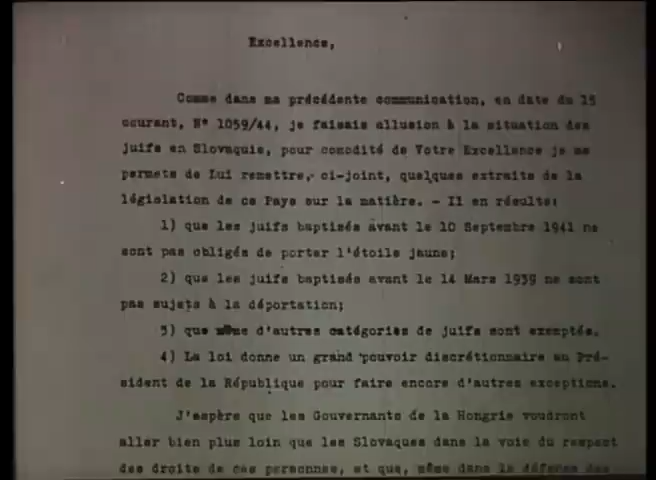 Excellence,
Comme dans ma précédente communication, en date du 15
courant, N° 1059/44, je faisais allusion à la situation des
juifs en Slovaquie, pour comodité de Votre Excellence je me
permets de Lui remettre, ci-joint, quelques extraits de la
législation de ce Pays sur la matière. - Il en résulte:
1) que les juifs baptisés avant le 10 Septembre 1941 ne
sont pas obligés de porter l'étoile jaune;
2) que les juifs baptisés avant le 14 Mars 1939 ne sont
pas sujets à la déportation;
3) que même d'autres catégories de juifs sont exemptés.
4) La loi donne un grand pouvoir discrétionnaire au Pré-
sident de la République pour faire encore d'autres exceptions.
J'espère que les Gouvernants de la Hongrie voudront
aller bien plus loin que les Slovaques dans la voie du respect
des droits de ces personnes, et que, même dans la défense des